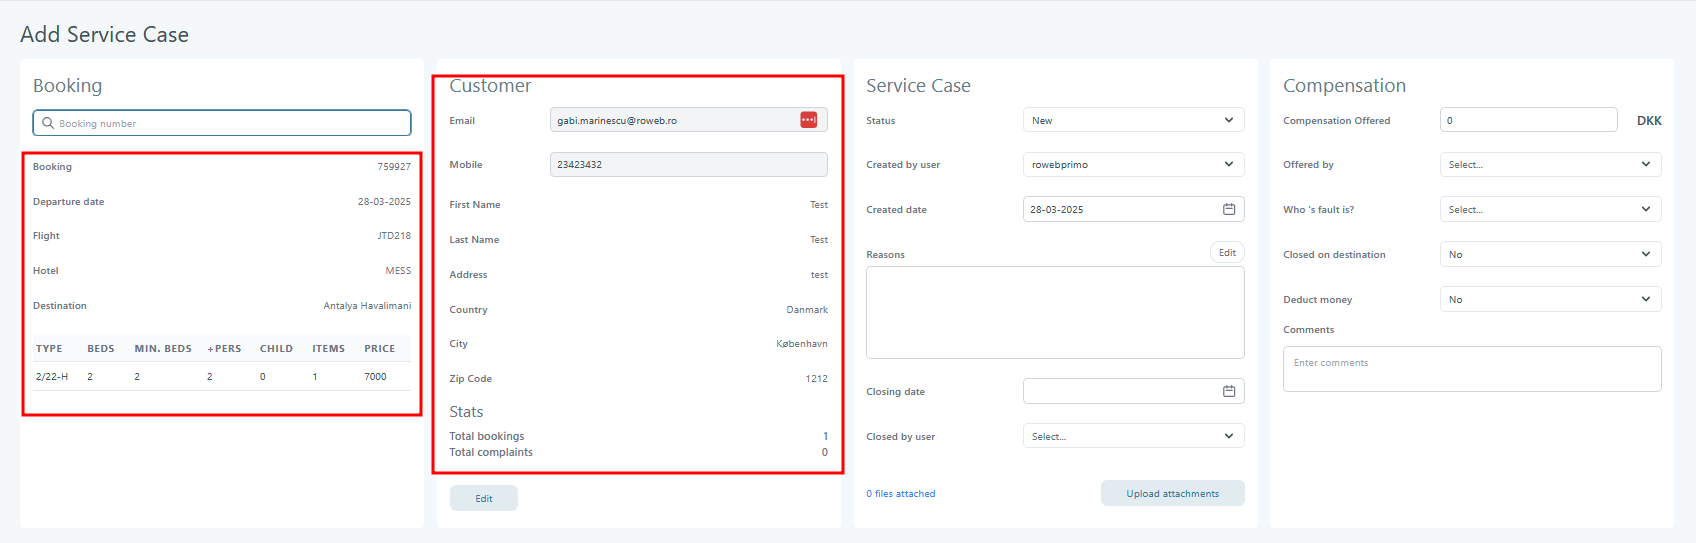 Add Service Case
Booking
Booking number
Booking 759927
Departure date 28-03-2025
Flight JTD218
Hotel MESS
Destination Antalya Havalimani
TYPE BEDS MIN. BEDS +PERS CHILD ITEMS PRICE
2/22-H 2 2 2 0 1 7000
Customer
Email gabi.marinescu@roweb.ro
Mobile 23423432
First Name Test
Last Name Test
Address test
Country Danmark
City København
Zip Code 1212
Stats
Total bookings 1
Total complaints 0
Edit
Service Case
Status New
Created by user rowebprimo
Created date 28-03-2025
Reasons Edit
Closing date
Closed by user Select...
0 files attached Upload attachments
Compensation
Compensation Offered 0 DKK
Offered by Select...
Who 's fault is? Select...
Closed on destination No
Deduct money No
Comments
Enter comments